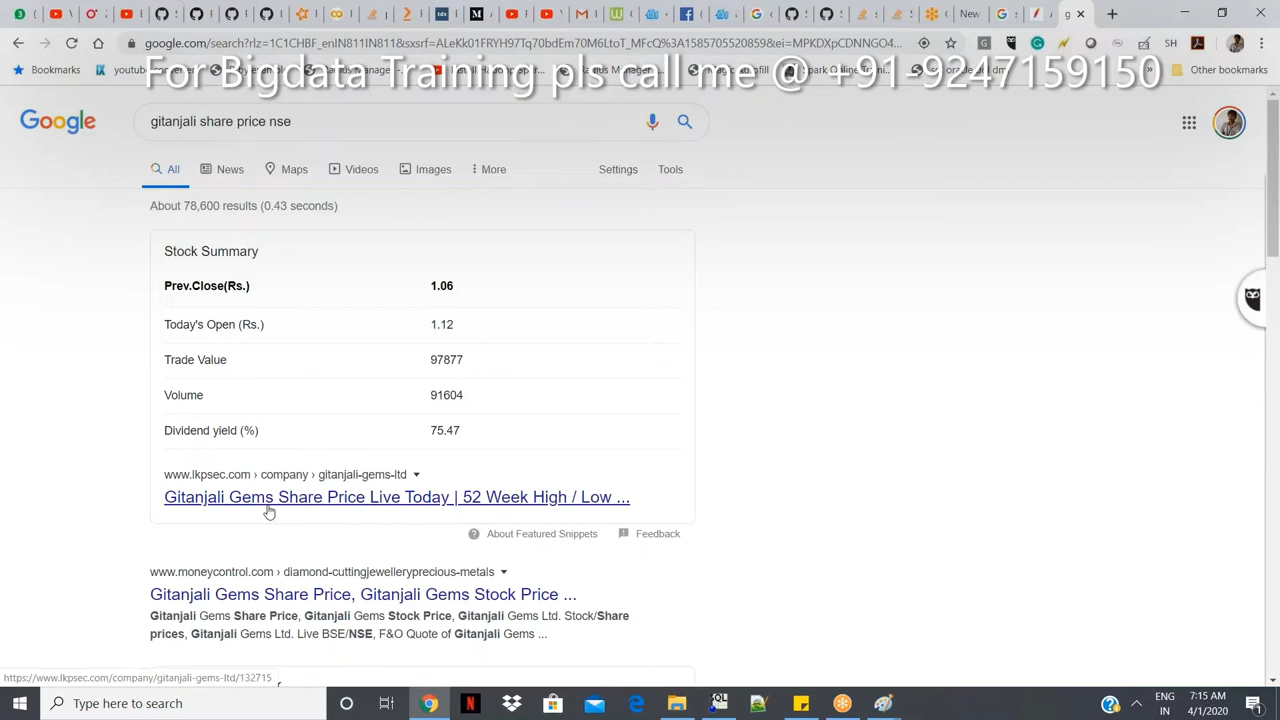 google.com/search?rlz=1C1CHBF_enIN811IN811&sxsrf=ALeKk01FPIH97Tq70bdEm70M6LtoT_MFcQ%3A1585705520859&ei=MPKDXpCDNNGO4...
Bookmarks
Other bookmarks
For Bigdata Training pls call me @ +91-9247159150
Google
gitanjali share price nse
All
News
Maps
Videos
Images
More
Settings
Tools
About 78,600 results (0.43 seconds)
Stock Summary
Prev.Close(Rs.) 1.06
Today's Open (Rs.) 1.12
Trade Value 97877
Volume 91604
Dividend yield (%) 75.47
www.lkpsec.com › company › gitanjali-gems-ltd
Gitanjali Gems Share Price Live Today | 52 Week High / Low ...
About Featured Snippets
Feedback
www.moneycontrol.com › diamond-cuttingjewelleryprecious-metals
Gitanjali Gems Share Price, Gitanjali Gems Stock Price ...
Gitanjali Gems Share Price, Gitanjali Gems Stock Price, Gitanjali Gems Ltd. Stock/Share
prices, Gitanjali Gems Ltd. Live BSE/NSE, F&O Quote of Gitanjali Gems ...
https://www.lkpsec.com/company/gitanjali-gems-ltd/132715
Type here to search
ENG
IN
7:15 AM
4/1/2020